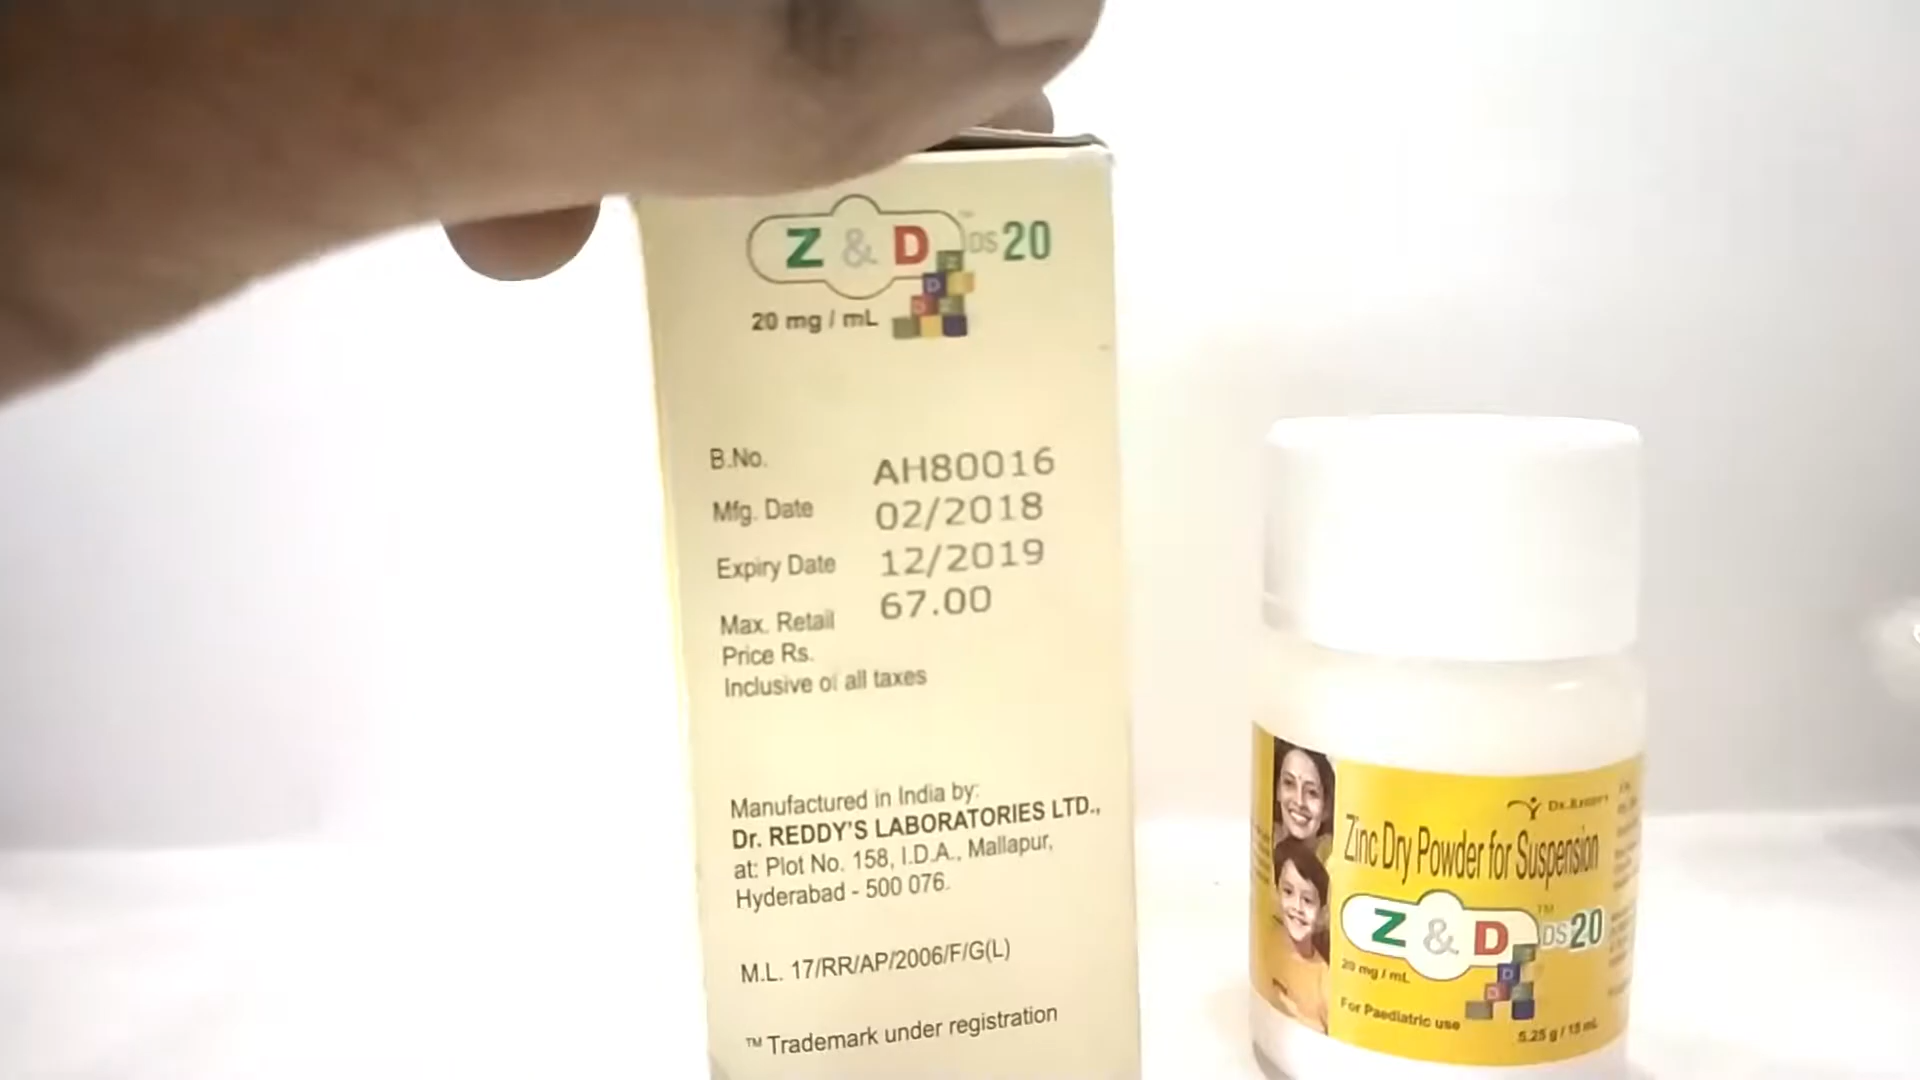 Z & D ™ DS 20
20 mg / mL
B.No. AH80016
Mfg. Date 02/2018
Expiry Date 12/2019
Max. Retail 67.00
Price Rs.
Inclusive of all taxes
Manufactured in India by:
Dr. REDDY'S LABORATORIES LTD.,
at: Plot No. 158, I.D.A., Mallapur,
Hyderabad - 500 076.
M.L. 17/RR/AP/2006/F/G(L)
™ Trademark under registration
Dr. REDDY'S
Zinc Dry Powder for Suspension
Z & D ™ DS 20
20 mg / mL
For Paediatric use
5.25 g / 15 mL